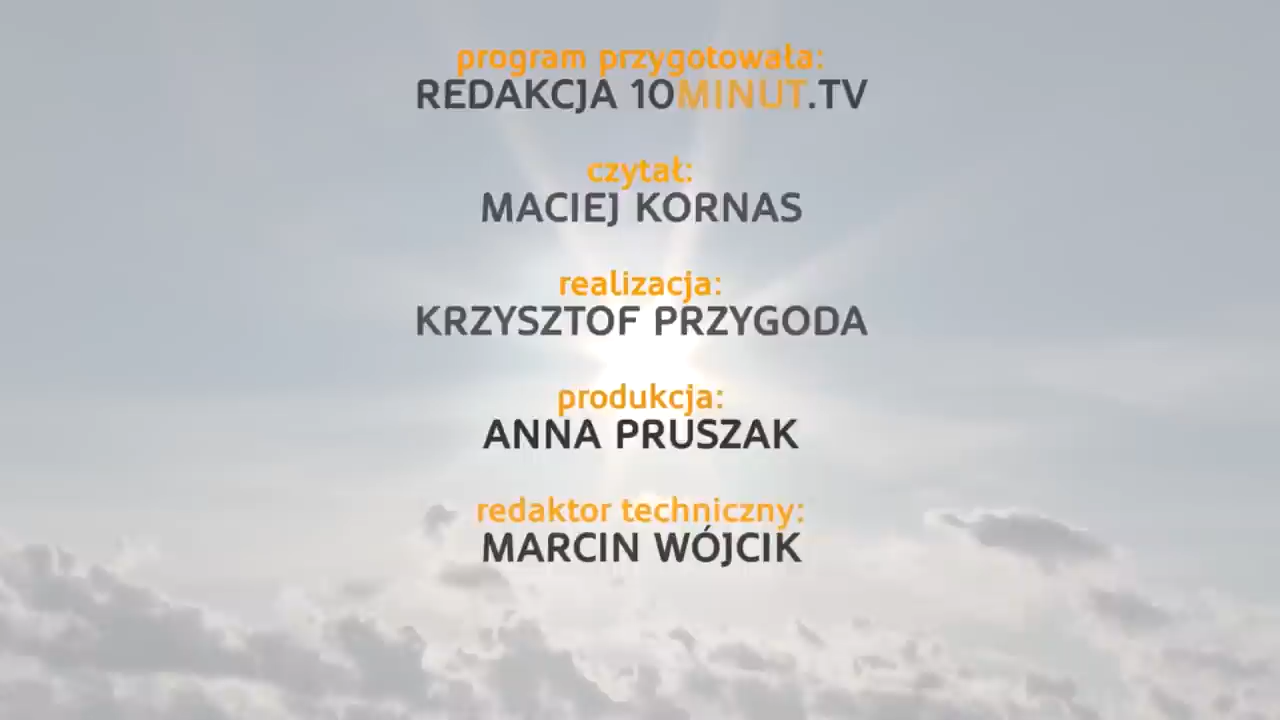 program przygotowała:
REDAKCJA 10MINUT.TV
czytał:
MACIEJ KORNAS
realizacja:
KRZYSZTOF PRZYGODA
produkcja:
ANNA PRUSZAK
redaktor techniczny:
MARCIN WÓJCIK